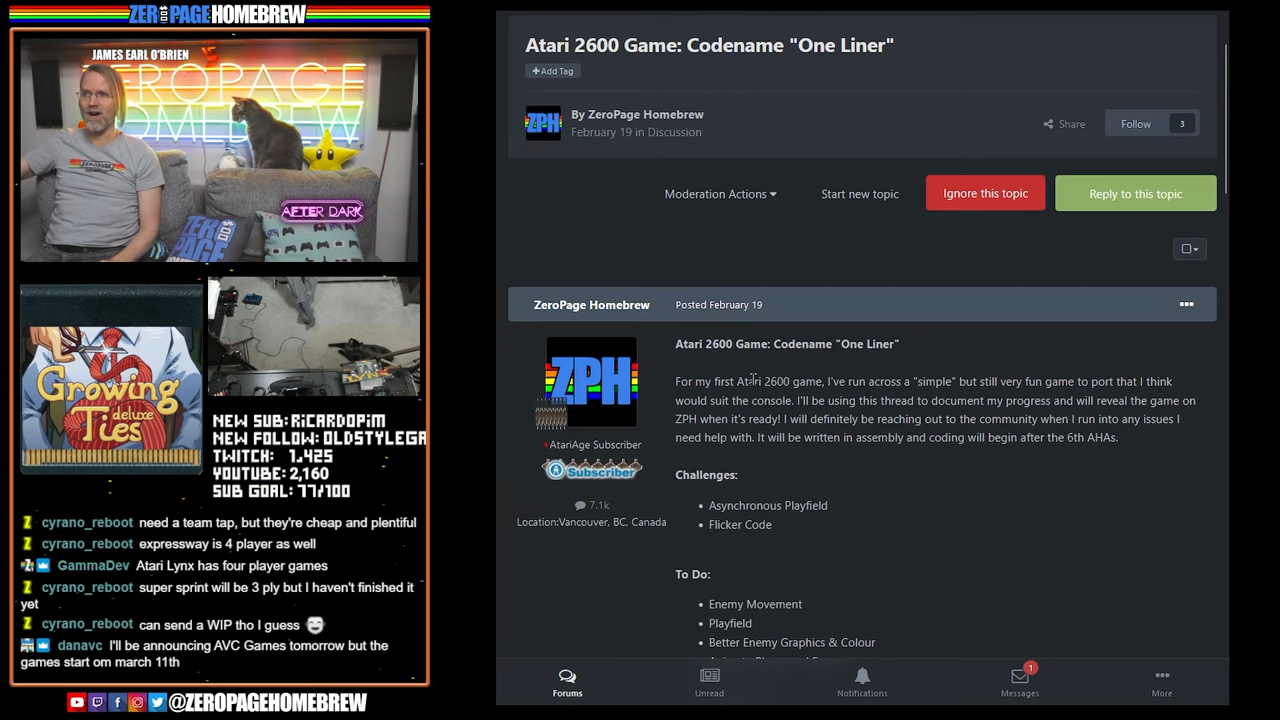 ZEROPAGEHOMEBREW
JAMES EARL O'BRIEN
ZEROPAGE
HOMEBREW
AFTER DARK
Growing
deluxe
Ties
NEW SUB: RICARDOPIM
NEW FOLLOW: OLDSTYLEGA
TWITCH: 1,425
YOUTUBE: 2,160
SUB GOAL: 77/100
cyrano_reboot need a team tap, but they're cheap and plentiful
cyrano_reboot expressway is 4 player as well
GammaDev Atari Lynx has four player games
cyrano_reboot super sprint will be 3 ply but I haven't finished it
yet
cyrano_reboot can send a WIP tho I guess
danavc I'll be announcing AVC Games tomorrow but the
games start om march 11th
@ZEROPAGEHOMEBREW
Atari 2600 Game: Codename "One Liner"
+Add Tag
ZPH
By ZeroPage Homebrew
February 19 in Discussion
Share
Follow 3
Moderation Actions
Start new topic
Ignore this topic
Reply to this topic
ZeroPage Homebrew
Posted February 19
ZPH
AtariAge Subscriber
Subscriber
7.1k
Location:Vancouver, BC, Canada
Atari 2600 Game: Codename "One Liner"
For my first Atari 2600 game, I've run across a "simple" but still very fun game to port that I think
would suit the console. I'll be using this thread to document my progress and will reveal the game on
ZPH when it's ready! I will definitely be reaching out to the community when I run into any issues I
need help with. It will be written in assembly and coding will begin after the 6th AHAs.
Challenges:
Asynchronous Playfield
Flicker Code
To Do:
Enemy Movement
Playfield
Better Enemy Graphics & Colour
Forums
Unread
Notifications
1
Messages
More